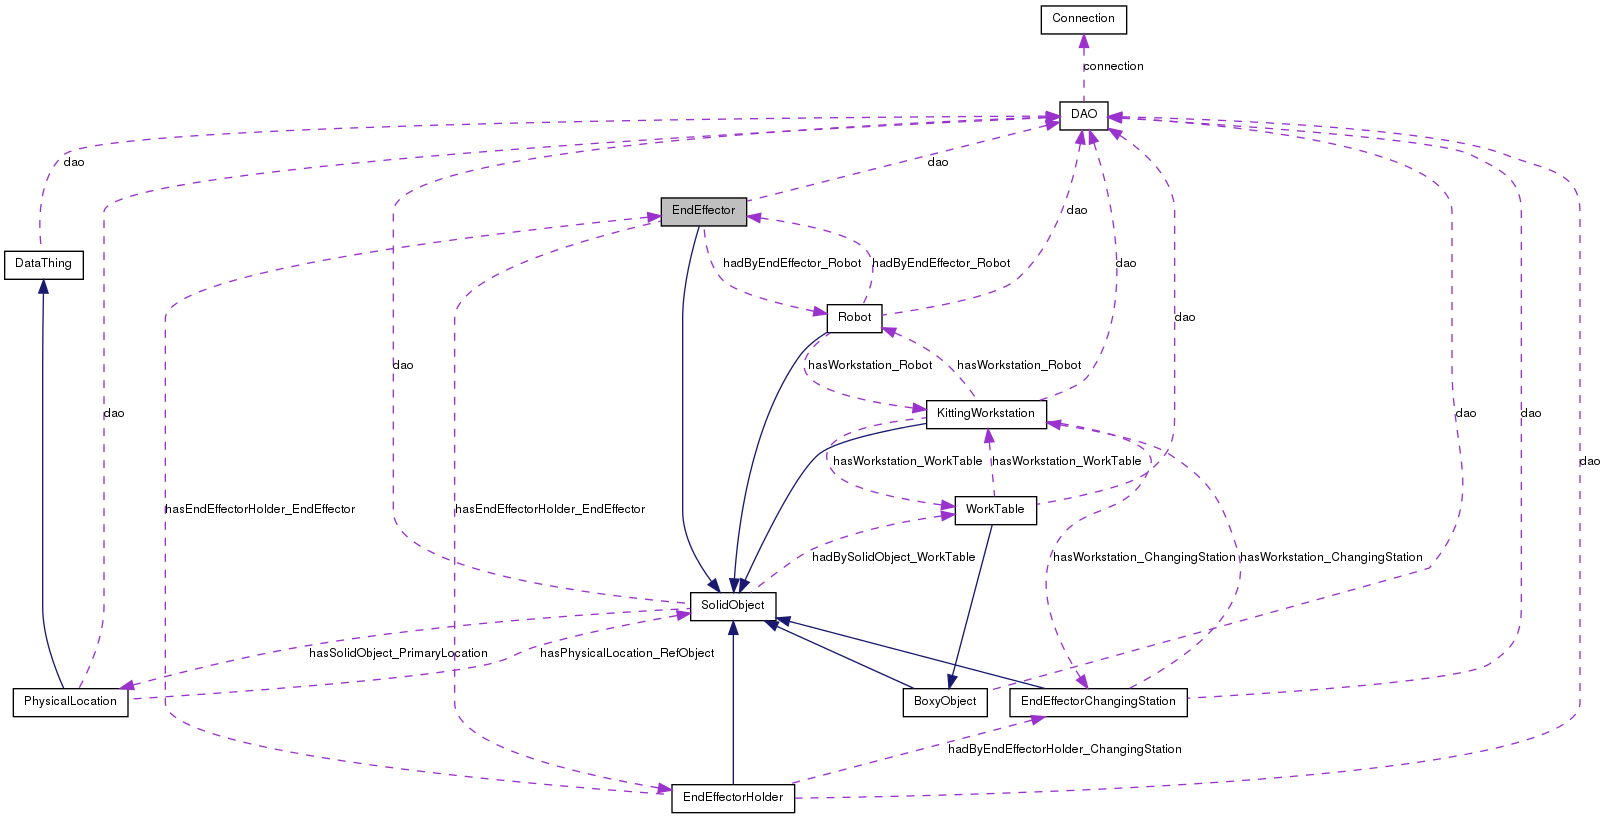 Connection
connection
DAO
dao
dao
EndEffector
dao
DataThing
hadByEndEffector_Robot
hadByEndEffector_Robot
dao
Robot
dao
dao
hasWorkstation_Robot
hasWorkstation_Robot
dao
KittingWorkstation
dao
dao
dao
hasWorkstation_WorkTable
hasWorkstation_WorkTable
dao
hasEndEffectorHolder_EndEffector
hasEndEffectorHolder_EndEffector
WorkTable
hadBySolidObject_WorkTable
hasWorkstation_ChangingStation
hasWorkstation_ChangingStation
SolidObject
hasSolidObject_PrimaryLocation
hasPhysicalLocation_RefObject
PhysicalLocation
BoxyObject
EndEffectorChangingStation
hadByEndEffectorHolder_ChangingStation
EndEffectorHolder